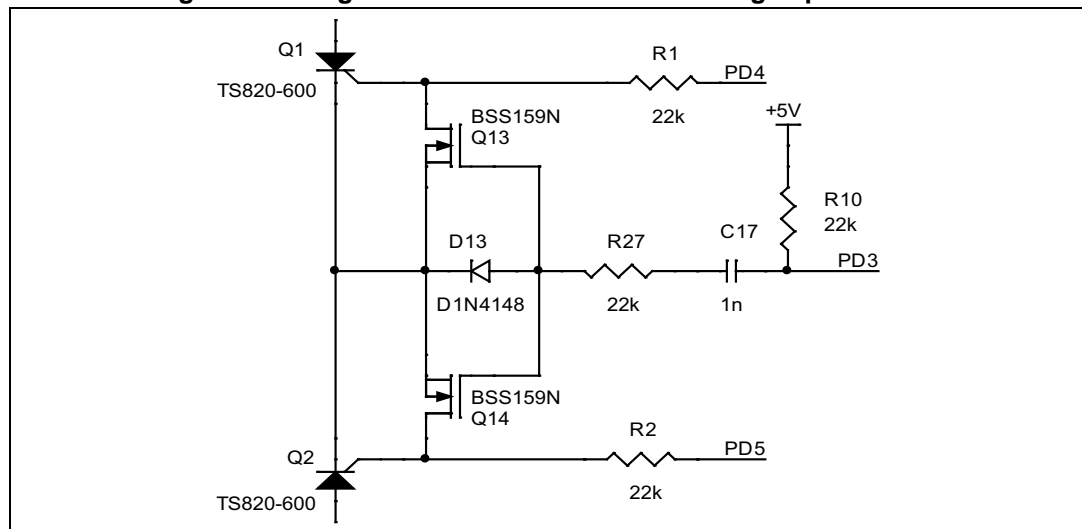 Q1
TS820-600
R1
22k
PD4
BSS159N
Q13
+5V
R10
22k
D13
D1N4148
R27
22k
C17
1n
PD3
BSS159N
Q14
R2
22k
PD5
Q2
TS820-600